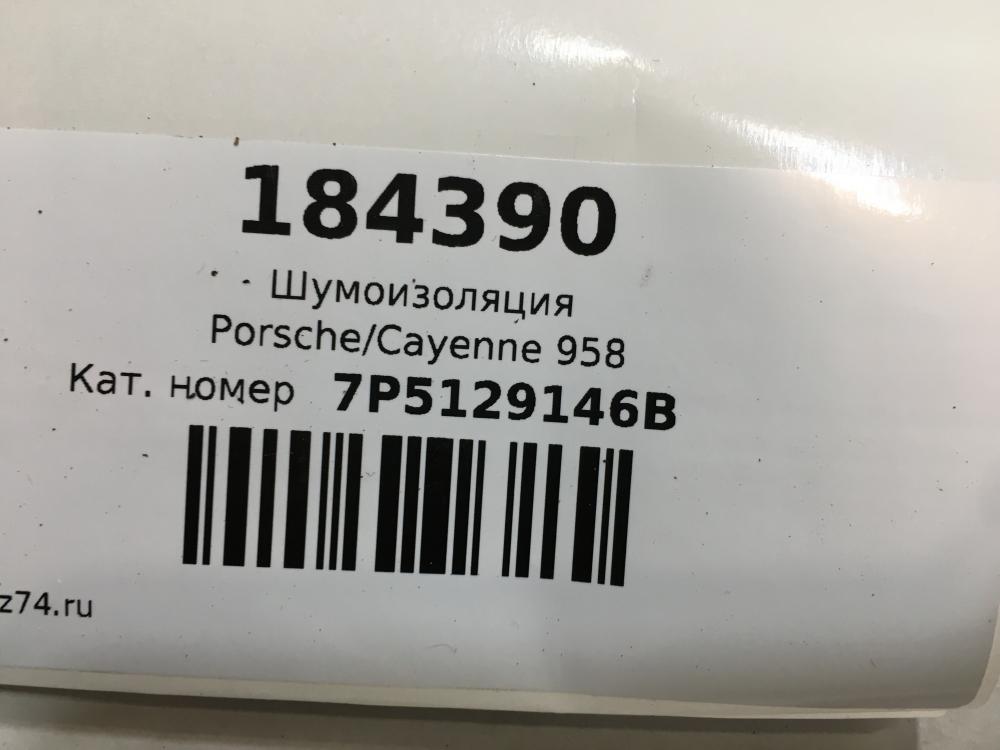 184390
Шумоизоляция
Porsche/Cayenne 958
Кат. номер 7P5129146B
z74.ru